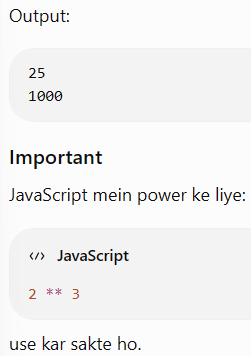 Output:
25
1000
Important
JavaScript mein power ke liye:
JavaScript
2 ** 3
use kar sakte ho.